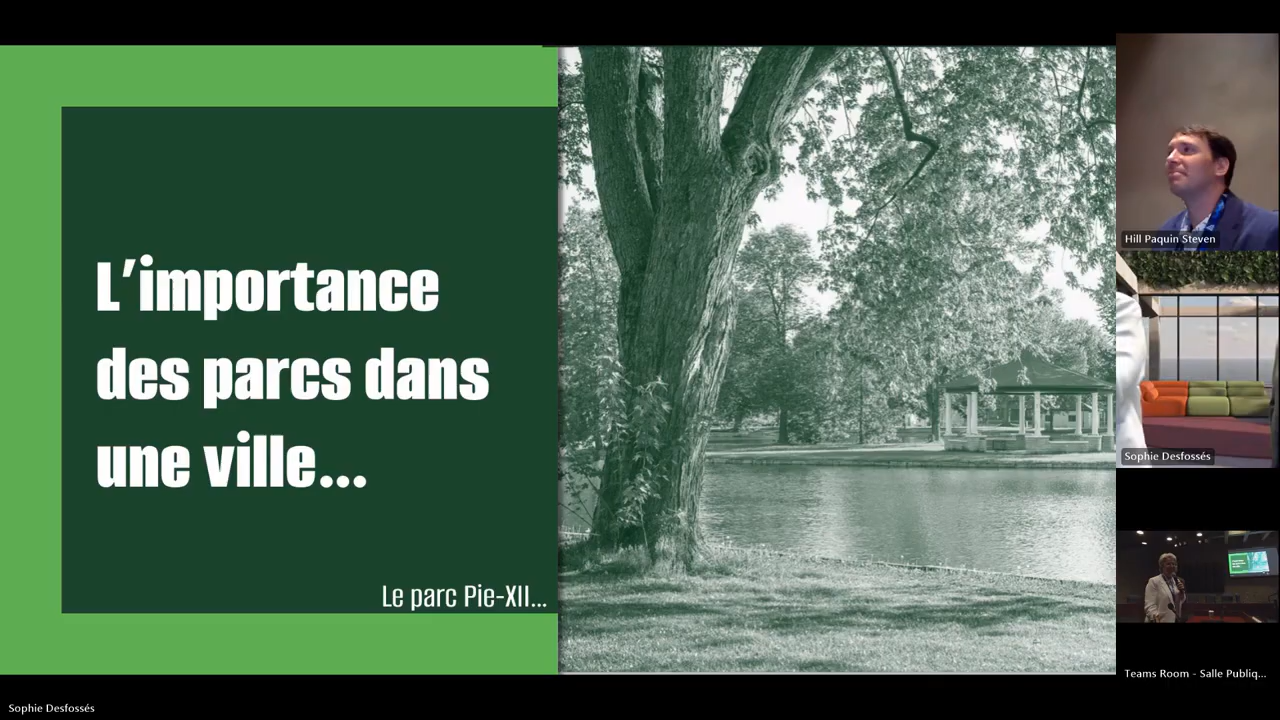 L'importance
des parcs dans
une ville...
Le parc Pie-XII...
Hill Paquin Steven
Sophie Desfossés
Teams Room - Salle Publiq...
Sophie Desfossés